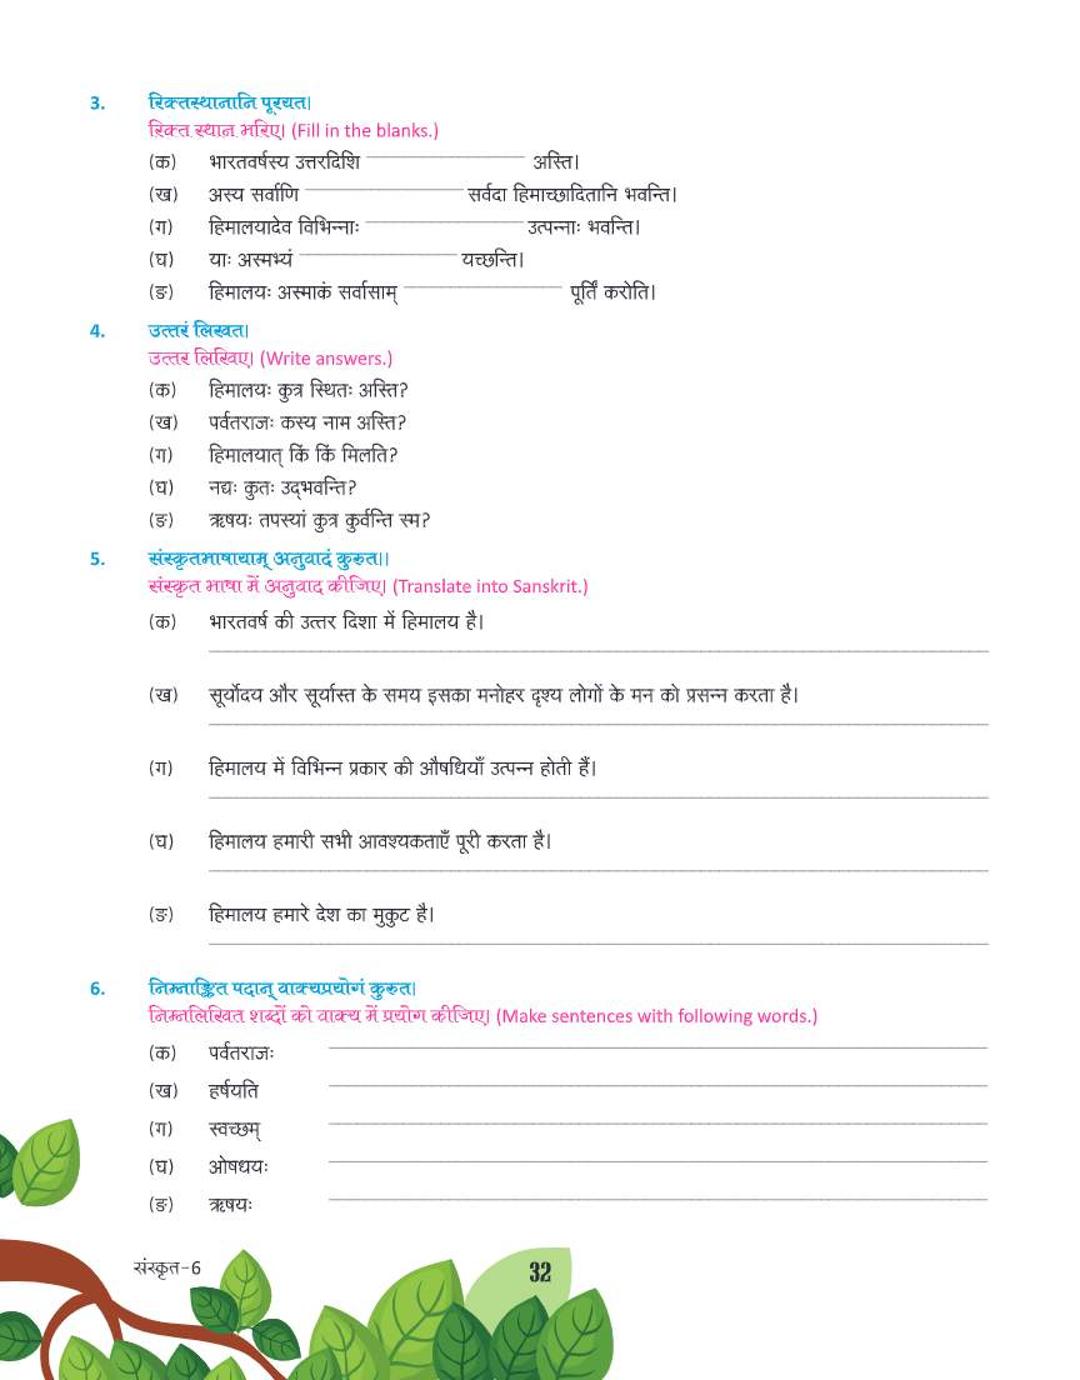 3. रिक्तस्थानानि पूरयत।
रिक्त स्थान भरिए। (Fill in the blanks.)
(क) भारतवर्षस्य उत्तरदिशि ____________ अस्ति।
(ख) अस्य सर्वाणि ____________ सर्वदा हिमाच्छादितानि भवन्ति।
(ग) हिमालयादेव विभिन्नाः ____________ उत्पन्नाः भवन्ति।
(घ) याः अस्मभ्यं ____________ यच्छन्ति।
(ङ) हिमालयः अस्माकं सर्वासाम् ____________ पूर्तिं करोति।
4. उत्तरं लिखत।
उत्तर लिखिए। (Write answers.)
(क) हिमालयः कुत्र स्थितः अस्ति?
(ख) पर्वतराजः कस्य नाम अस्ति?
(ग) हिमालयात् किं किं मिलति?
(घ) नद्यः कुतः उद्भवन्ति?
(ङ) ऋषयः तपस्यां कुत्र कुर्वन्ति स्म?
5. संस्कृतभाषायाम् अनुवादं कुरुत।।
संस्कृत भाषा में अनुवाद कीजिए। (Translate into Sanskrit.)
(क) भारतवर्ष की उत्तर दिशा में हिमालय है।
(ख) सूर्योदय और सूर्यास्त के समय इसका मनोहर दृश्य लोगों के मन को प्रसन्न करता है।
(ग) हिमालय में विभिन्न प्रकार की औषधियाँ उत्पन्न होती हैं।
(घ) हिमालय हमारी सभी आवश्यकताएँ पूरी करता है।
(ङ) हिमालय हमारे देश का मुकुट है।
6. निम्नाङ्कित पदान् वाक्यप्रयोगं कुरुत।
निम्नलिखित शब्दों को वाक्य में प्रयोग कीजिए। (Make sentences with following words.)
(क) पर्वतराजः
(ख) हर्षयति
(ग) स्वच्छम्
(घ) ओषधयः
(ङ) ऋषयः
संस्कृत-6
32